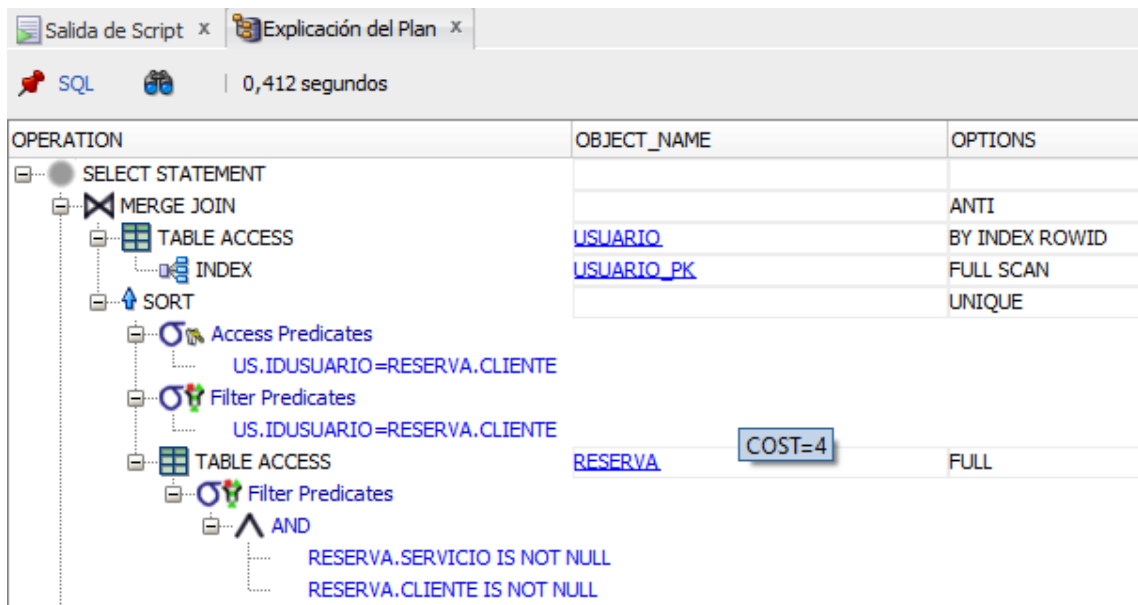 Salida de Script x Explicación del Plan x
SQL | 0,412 segundos
OPERATION OBJECT_NAME OPTIONS
SELECT STATEMENT
MERGE JOIN ANTI
TABLE ACCESS USUARIO BY INDEX ROWID
INDEX USUARIO_PK FULL SCAN
SORT UNIQUE
Access Predicates
US.IDUSUARIO=RESERVA.CLIENTE
Filter Predicates
US.IDUSUARIO=RESERVA.CLIENTE
COST=4
TABLE ACCESS RESERVA FULL
Filter Predicates
AND
RESERVA.SERVICIO IS NOT NULL
RESERVA.CLIENTE IS NOT NULL